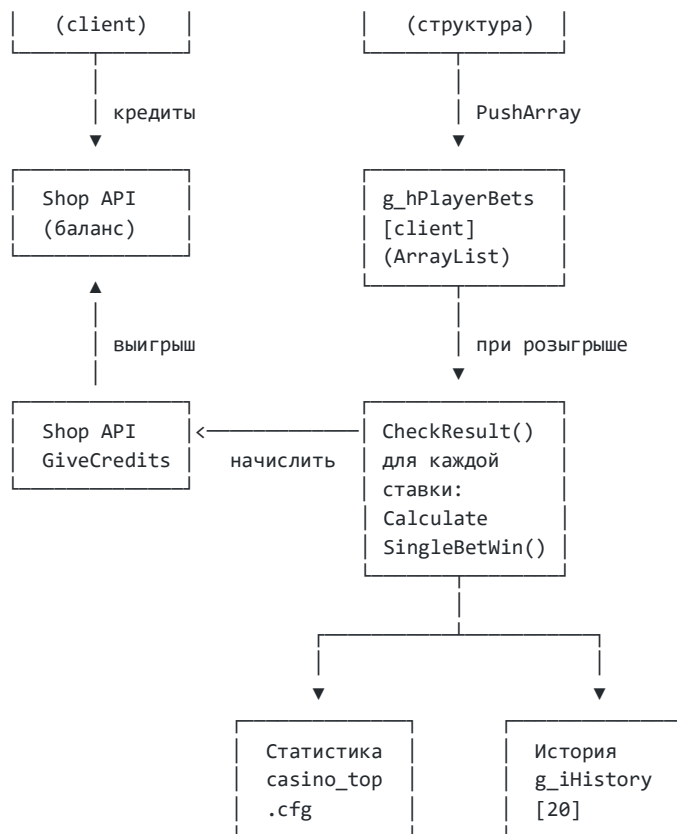 (client)
(структура)
кредиты
PushArray
Shop API
(баланс)
g_hPlayerBets
[client]
(ArrayList)
выигрыш
при розыгрыше
Shop API
GiveCredits
начислить
CheckResult()
для каждой
ставки:
Calculate
SingleBetWin()
Статистика
casino_top
.cfg
История
g_iHistory
[20]